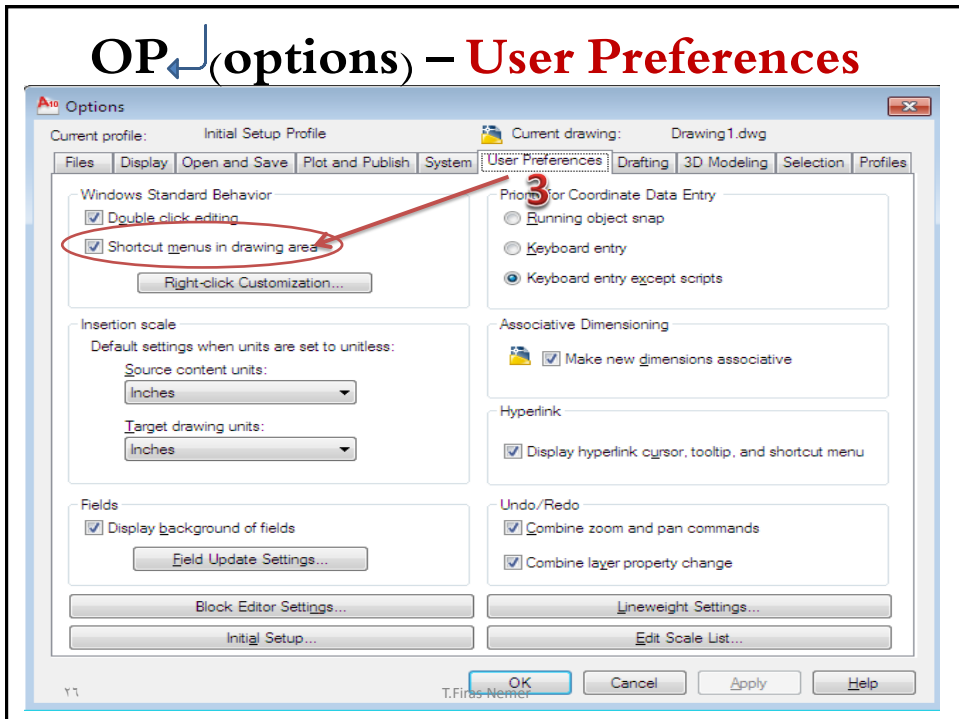 OP (options) – User Preferences
A10 Options
Current profile: Initial Setup Profile Current drawing: Drawing1.dwg
Files Display Open and Save Plot and Publish System User Preferences Drafting 3D Modeling Selection Profiles
3
Windows Standard Behavior
Double click editing
Shortcut menus in drawing area
Right-click Customization...
Insertion scale
Default settings when units are set to unitless:
Source content units:
Inches
Target drawing units:
Inches
Fields
Display background of fields
Field Update Settings...
Block Editor Settings...
Initial Setup...
Priority for Coordinate Data Entry
Running object snap
Keyboard entry
Keyboard entry except scripts
Associative Dimensioning
Make new dimensions associative
Hyperlink
Display hyperlink cursor, tooltip, and shortcut menu
Undo/Redo
Combine zoom and pan commands
Combine layer property change
Lineweight Settings...
Edit Scale List...
OK Cancel Apply Help
٢٦ T.Firas Nemer